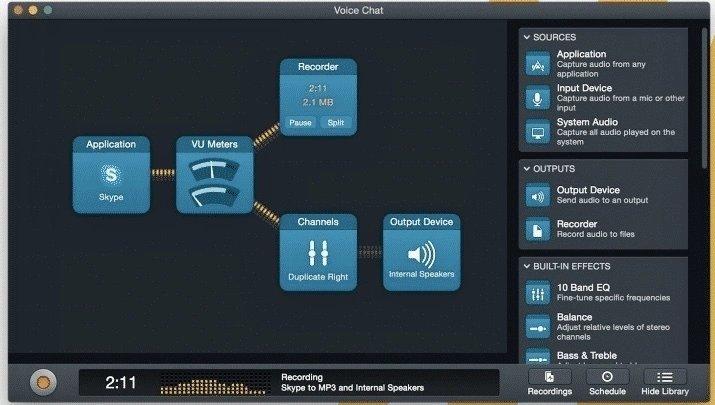 Voice Chat
Recorder
2:11
2.1 MB
Pause Split
Application
Skype
VU Meters
Channels
Duplicate Right
Output Device
Internal Speakers
SOURCES
Application
Capture audio from any
application
Input Device
Capture audio from a mic or other
input
System Audio
Capture all audio played on the
system
OUTPUTS
Output Device
Send audio to an output
Recorder
Record audio to files
BUILT-IN EFFECTS
10 Band EQ
Fine-tune specific frequencies
Balance
Adjust relative levels of stereo
channels
Bass & Treble
2:11
Recording
Skype to MP3 and Internal Speakers
Recordings
Schedule
Hide Library